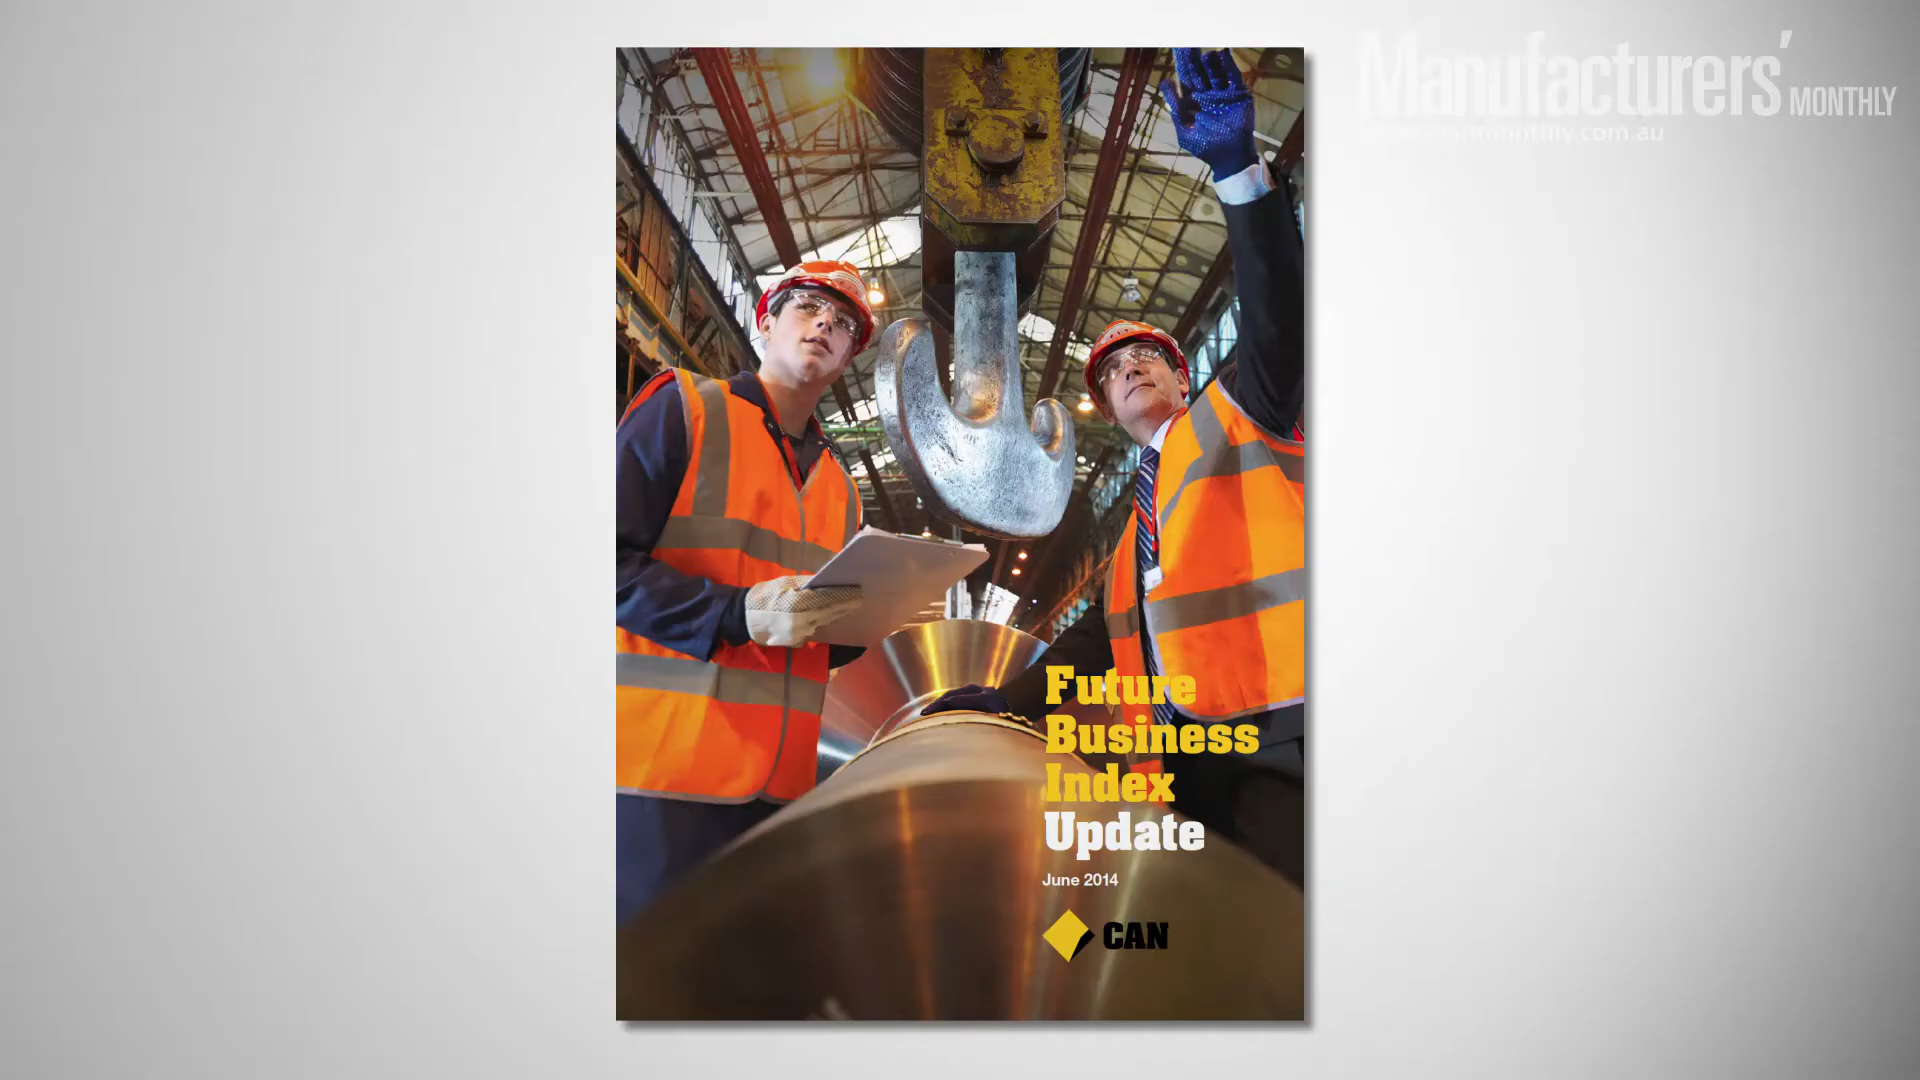 Manufacturers' MONTHLY
Future
Business
Index
Update
June 2014
CAN